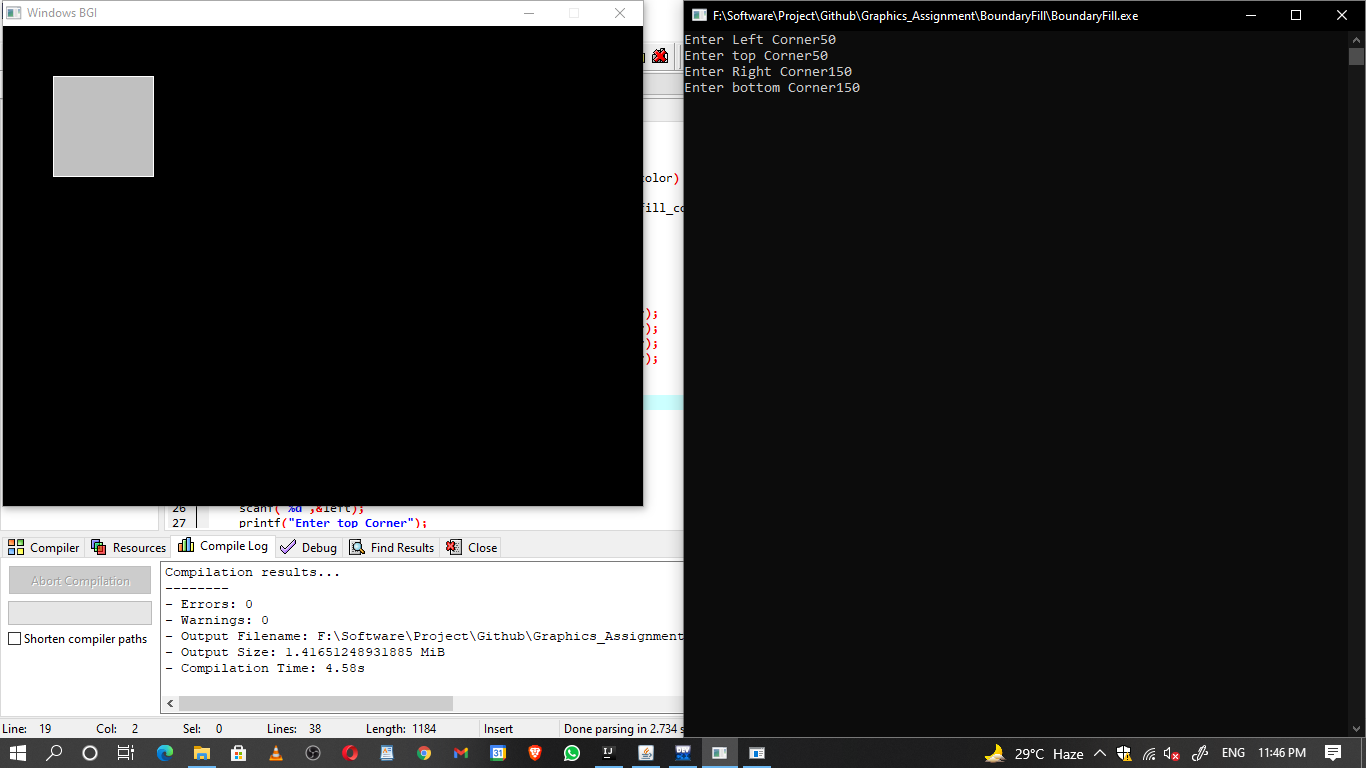 Windows BGI
F:\Software\Project\Github\Graphics_Assignment\BoundaryFill\BoundaryFill.exe
Enter Left Corner50
Enter top Corner50
Enter Right Corner150
Enter bottom Corner150
color)
fill_co
);
);
);
);
26 scanf("%d",&left);
27 printf("Enter top Corner");
Compiler Resources Compile Log Debug Find Results Close
Abort Compilation
Shorten compiler paths
Compilation results...
--------
- Errors: 0
- Warnings: 0
- Output Filename: F:\Software\Project\Github\Graphics_Assignment
- Output Size: 1.41651248931885 MiB
- Compilation Time: 4.58s
Line: 19 Col: 2 Sel: 0 Lines: 38 Length: 1184 Insert Done parsing in 2.734 s
29°C Haze ENG 11:46 PM